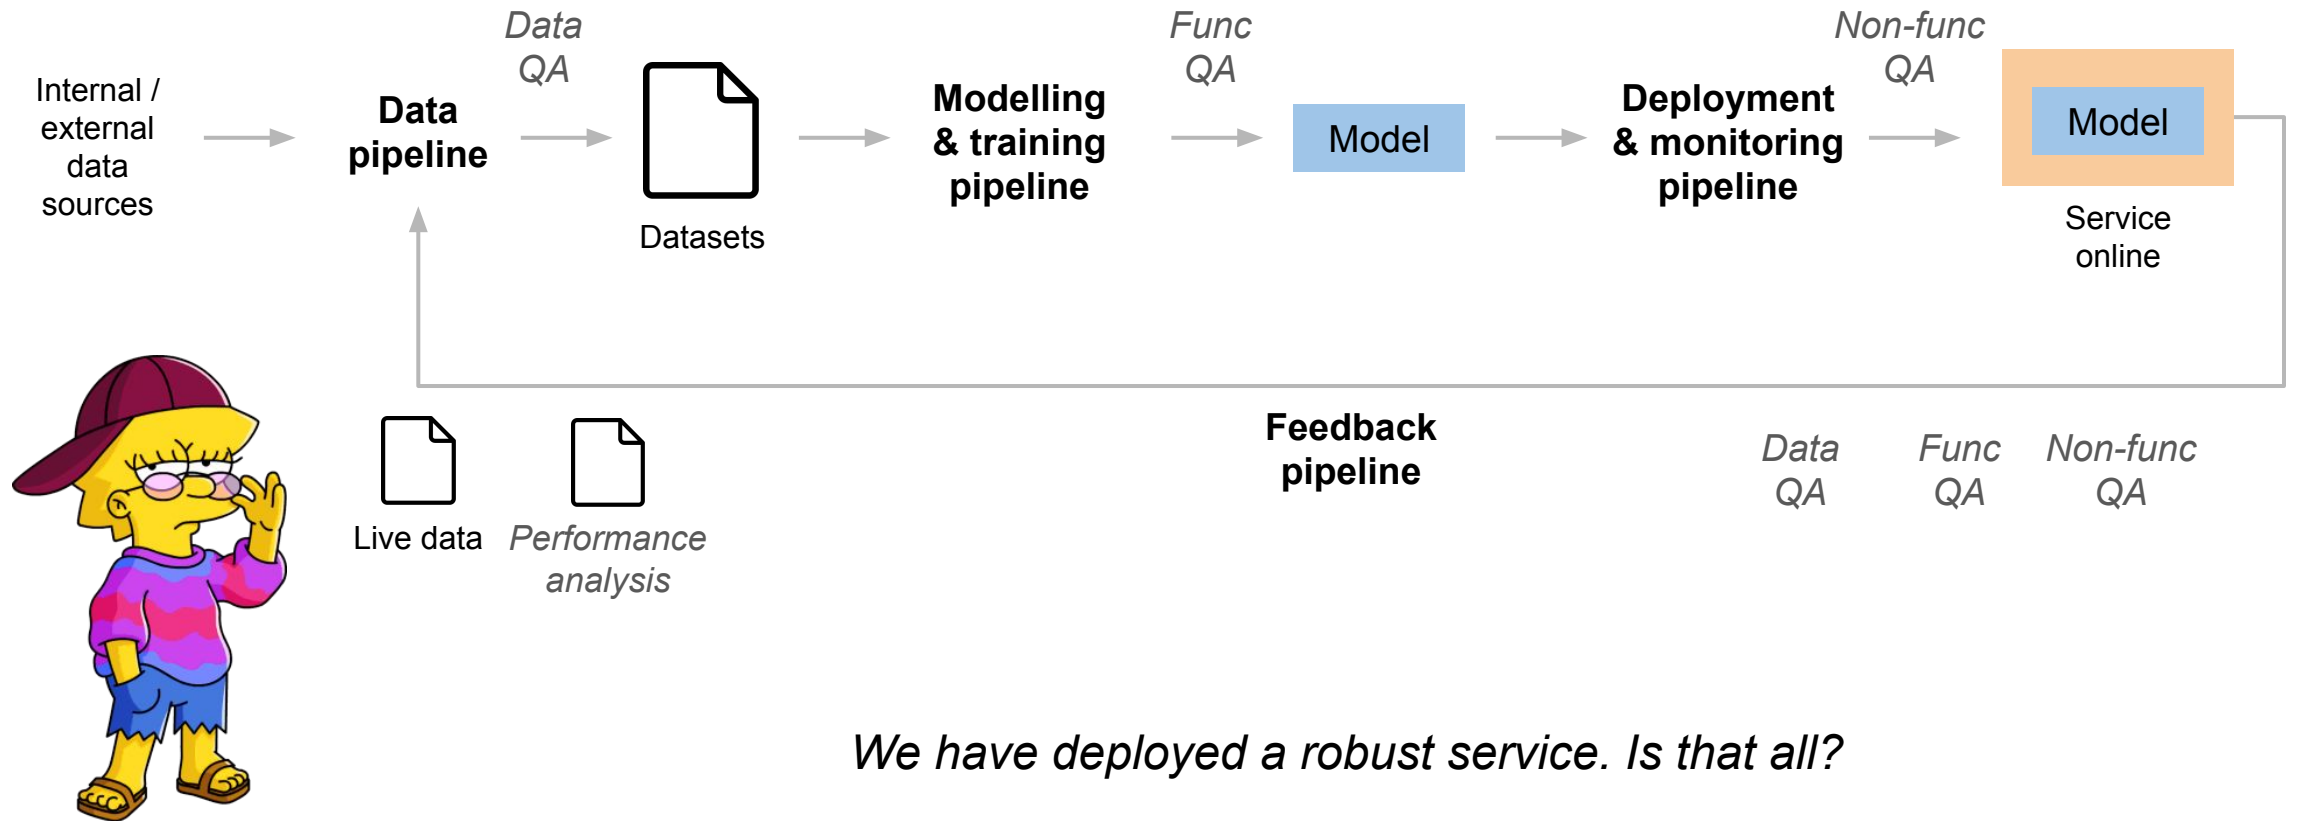 Data
QA
Func
QA
Non-func
QA
Internal /
external
data
sources
Data
pipeline
Datasets
Modelling
& training
pipeline
Model
Deployment
& monitoring
pipeline
Model
Service
online
Live data
Performance
analysis
Feedback
pipeline
Data
QA
Func
QA
Non-func
QA
We have deployed a robust service. Is that all?